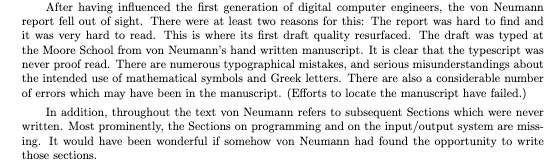 After having influenced the first generation of digital computer engineers, the von Neumann
report fell out of sight. There were at least two reasons for this: The report was hard to find and
it was very hard to read. This is where its first draft quality resurfaced. The draft was typed at
the Moore School from von Neumann's hand written manuscript. It is clear that the typescript was
never proof read. There are numerous typographical mistakes, and serious misunderstandings about
the intended use of mathematical symbols and Greek letters. There are also a considerable number
of errors which may have been in the manuscript. (Efforts to locate the manuscript have failed.)
In addition, throughout the text von Neumann refers to subsequent Sections which were never
written. Most prominently, the Sections on programming and on the input/output system are miss-
ing. It would have been wonderful if somehow von Neumann had found the opportunity to write
those sections.